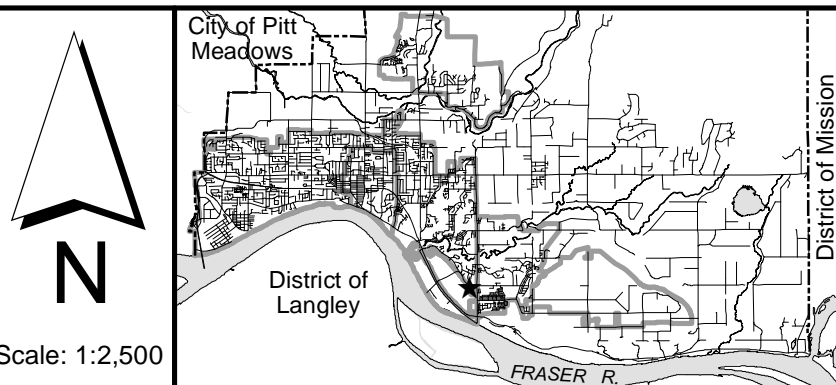 City of Pitt
Meadows
District of Mission
District of
Langley
N
Scale: 1:2,500
FRASER R.